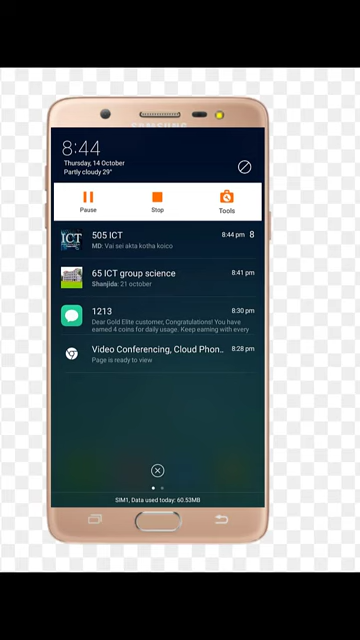 SAMSUNG
8:44
Thursday, 14 October
Partly cloudy 29°
Pause Stop Tools
ICT 505 ICT 8:44 pm 8
MD: Vai sei akta kotha koico
65 ICT group science 8:41 pm
Shanjida: 21 october
1213 8:30 pm
Dear Gold Elite customer, Congratulations! You have
earned 4 coins for daily usage. Keep earning with every
Video Conferencing, Cloud Phon.. 8:28 pm
Page is ready to view
SIM1, Data used today: 60.53MB